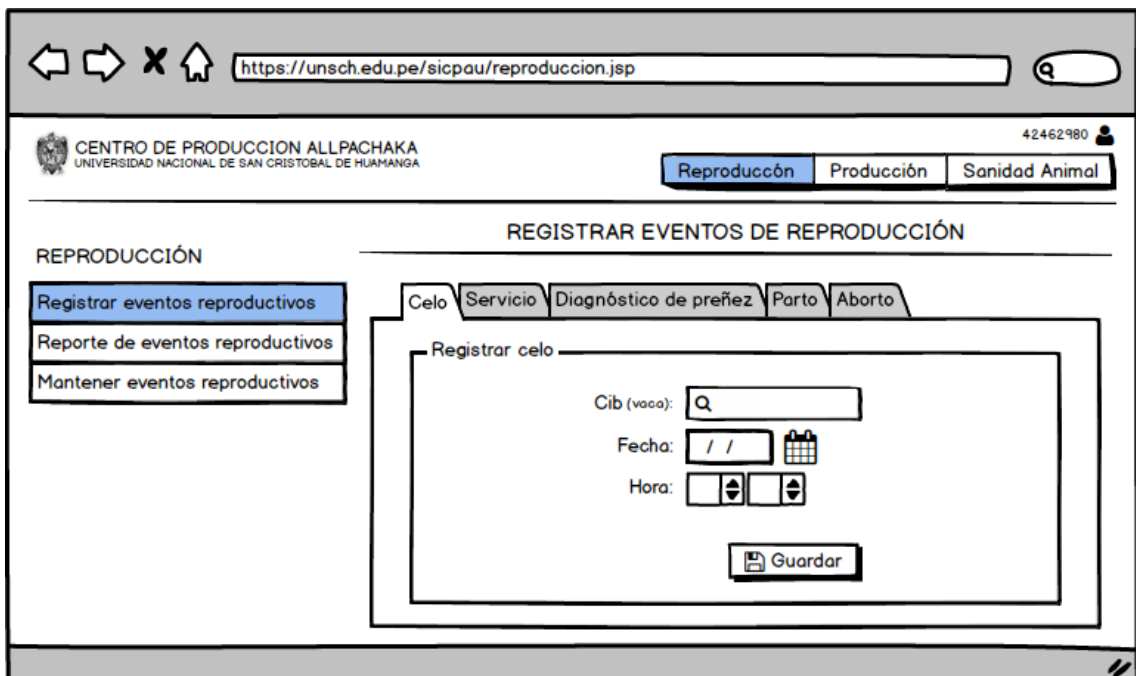 https://unsch.edu.pe/sicpau/reproduccion.jsp
42462980
CENTRO DE PRODUCCION ALLPACHAKA
UNIVERSIDAD NACIONAL DE SAN CRISTOBAL DE HUAMANGA
Reproduccón Producción Sanidad Animal
REGISTRAR EVENTOS DE REPRODUCCIÓN
REPRODUCCIÓN
Registrar eventos reproductivos
Reporte de eventos reproductivos
Mantener eventos reproductivos
Celo Servicio Diagnóstico de preñez Parto Aborto
Registrar celo
Cib (vaca):
Fecha: / /
Hora:
Guardar